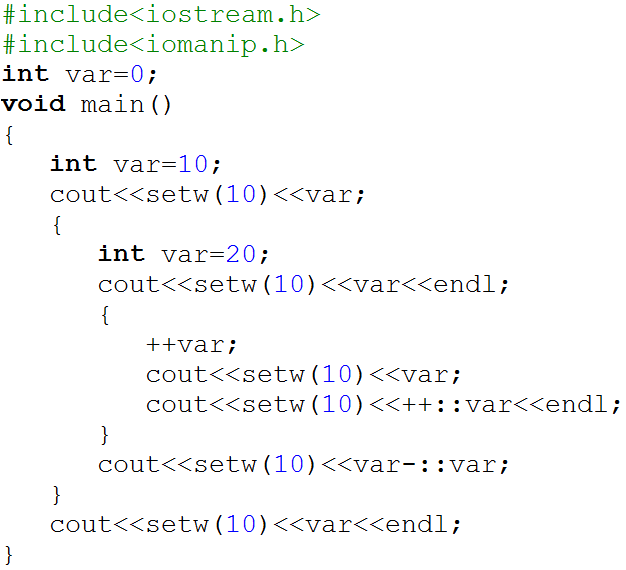 #include<iostream.h>
#include<iomanip.h>
int var=0;
void main()
{
   int var=10;
   cout<<setw(10)<<var;
   {
      int var=20;
      cout<<setw(10)<<var<<endl;
      {
         ++var;
         cout<<setw(10)<<var;
         cout<<setw(10)<<++::var<<endl;
      }
      cout<<setw(10)<<var-::var;
   }
   cout<<setw(10)<<var<<endl;
}